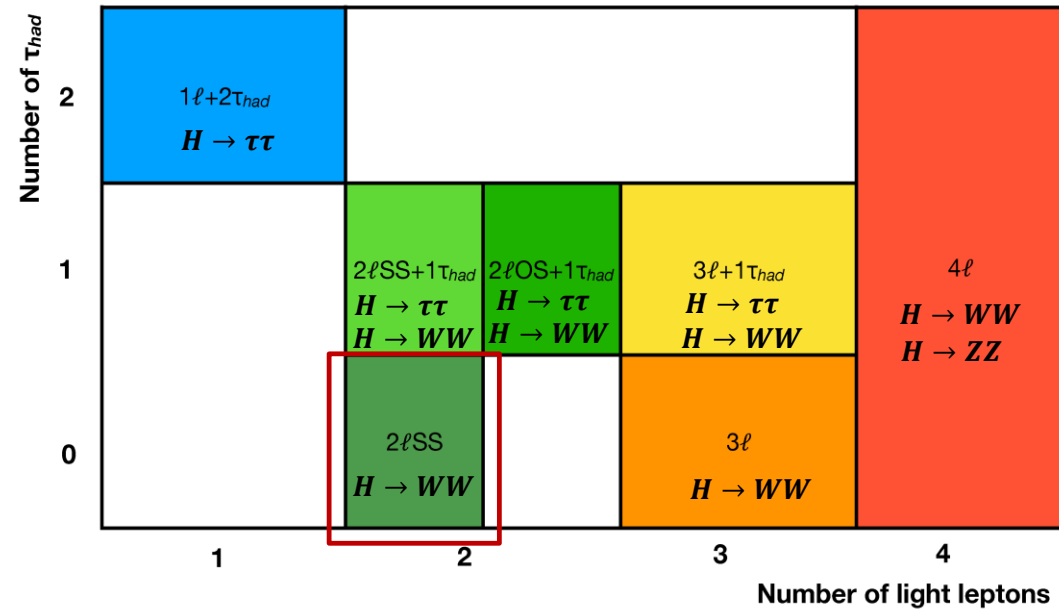 Number of τhad
2
1ℓ+2τhad
H → ττ
1
2ℓSS+1τhad
H → ττ
H → WW
2ℓOS+1τhad
H → ττ
H → WW
3ℓ+1τhad
H → ττ
H → WW
4ℓ
H → WW
H → ZZ
0
2ℓSS
H → WW
3ℓ
H → WW
1 2 3 4
Number of light leptons